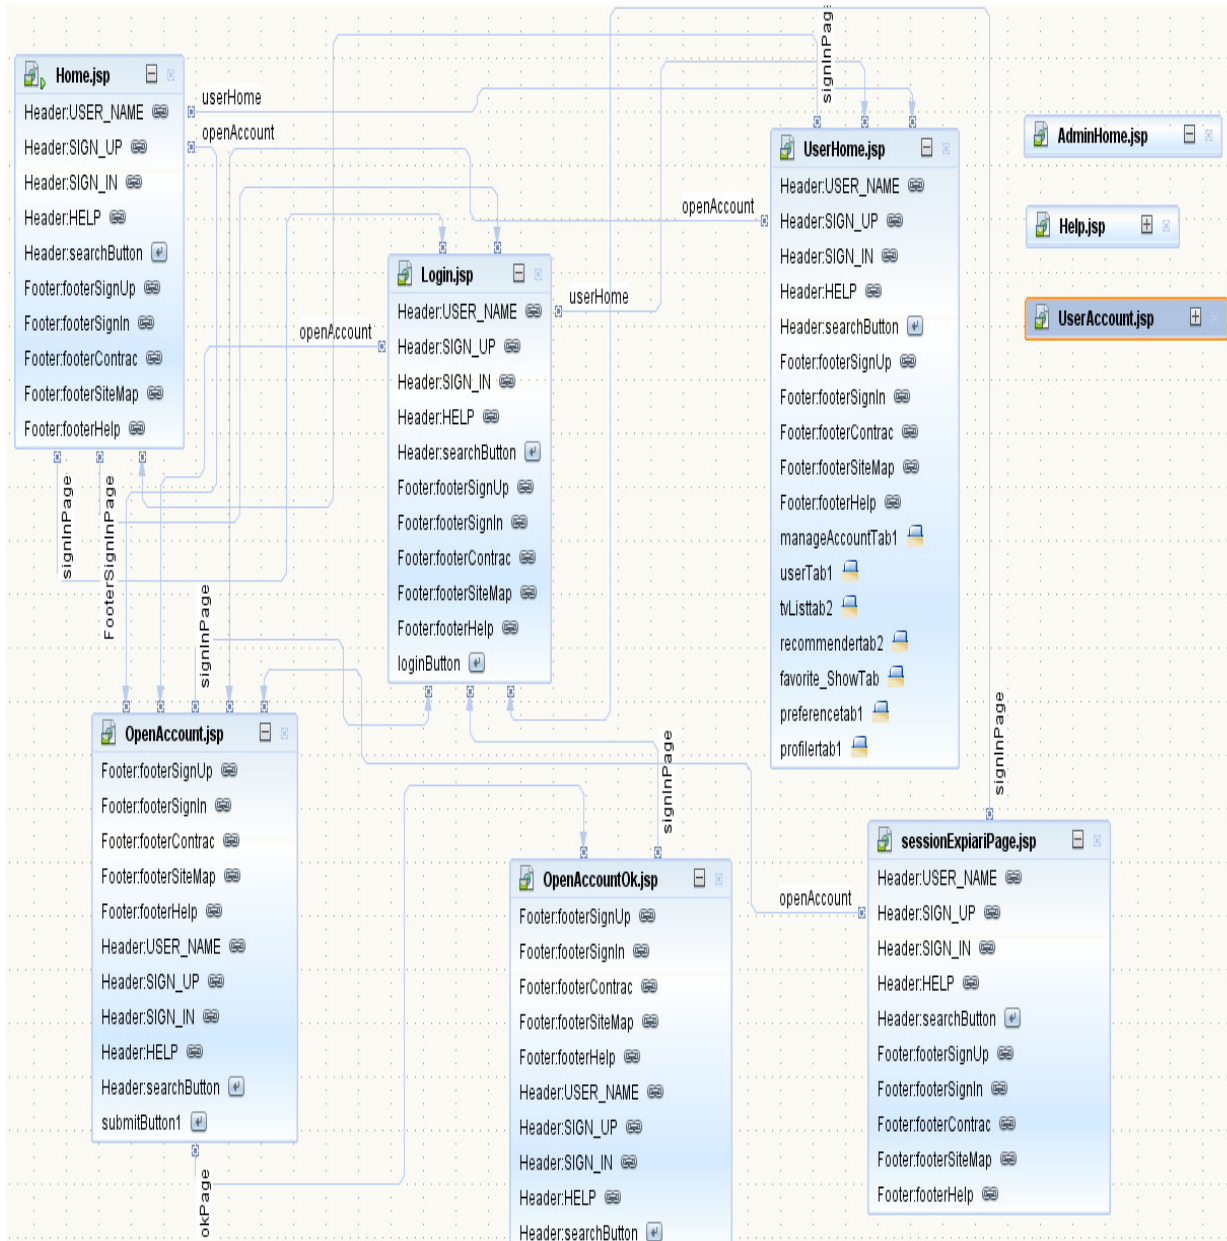 Home.jsp
Header:USER_NAME
Header:SIGN_UP
Header:SIGN_IN
Header:HELP
Header:searchButton
Footer:footerSignUp
Footer:footerSignIn
Footer:footerContrac
Footer:footerSiteMap
Footer:footerHelp
userHome
openAccount
signInPage
FooterSignInPage
Login.jsp
Header:USER_NAME
Header:SIGN_UP
Header:SIGN_IN
Header:HELP
Header:searchButton
Footer:footerSignUp
Footer:footerSignIn
Footer:footerContrac
Footer:footerSiteMap
Footer:footerHelp
loginButton
openAccount
userHome
signInPage
UserHome.jsp
Header:USER_NAME
Header:SIGN_UP
Header:SIGN_IN
Header:HELP
Header:searchButton
Footer:footerSignUp
Footer:footerSignIn
Footer:footerContrac
Footer:footerSiteMap
Footer:footerHelp
manageAccountTab1
userTab1
tvListtab2
recommendertab2
favorite_ShowTab
preferencetab1
profilertab1
openAccount
AdminHome.jsp
Help.jsp
UserAccount.jsp
signInPage
OpenAccount.jsp
Footer:footerSignUp
Footer:footerSignIn
Footer:footerContrac
Footer:footerSiteMap
Footer:footerHelp
Header:USER_NAME
Header:SIGN_UP
Header:SIGN_IN
Header:HELP
Header:searchButton
submitButton1
okPage
signInPage
OpenAccountOk.jsp
Footer:footerSignUp
Footer:footerSignIn
Footer:footerContrac
Footer:footerSiteMap
Footer:footerHelp
Header:USER_NAME
Header:SIGN_UP
Header:SIGN_IN
Header:HELP
Header:searchButton
signInPage
openAccount
sessionExpiariPage.jsp
Header:USER_NAME
Header:SIGN_UP
Header:SIGN_IN
Header:HELP
Header:searchButton
Footer:footerSignUp
Footer:footerSignIn
Footer:footerContrac
Footer:footerSiteMap
Footer:footerHelp